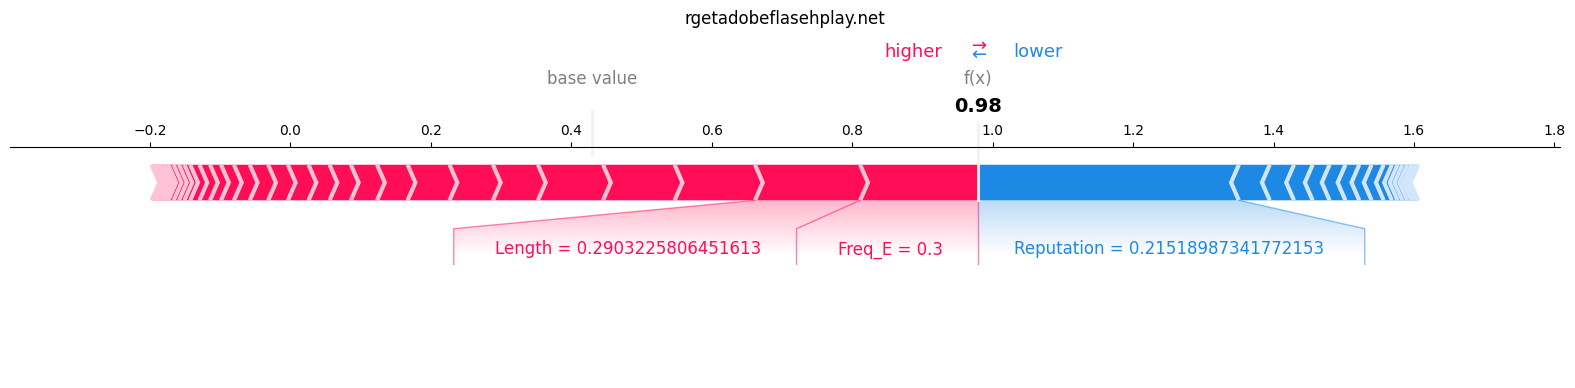 rgetadobeflasehplay.net
higher ⇄ lower
base value f(x)
0.98
−0.2 0.0 0.2 0.4 0.6 0.8 1.0 1.2 1.4 1.6 1.8
Length = 0.2903225806451613 Freq_E = 0.3 Reputation = 0.21518987341772153